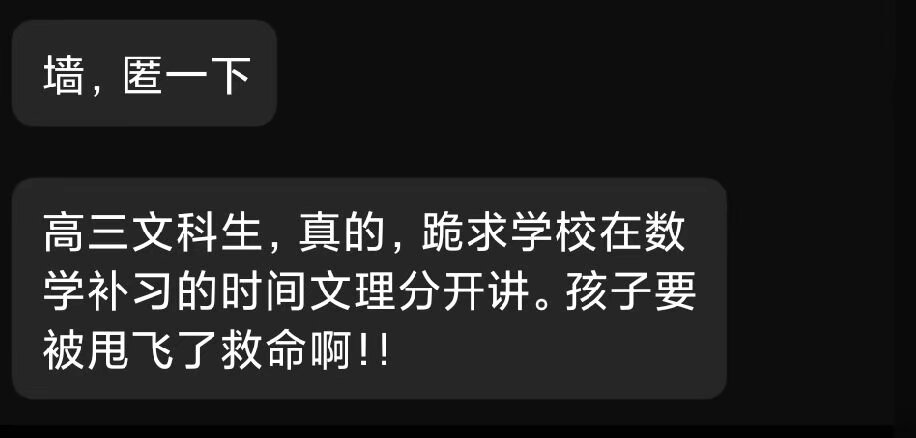 墙，匿一下
高三文科生，真的，跪求学校在数
学补习的时间文理分开讲。孩子要
被甩飞了救命啊！！